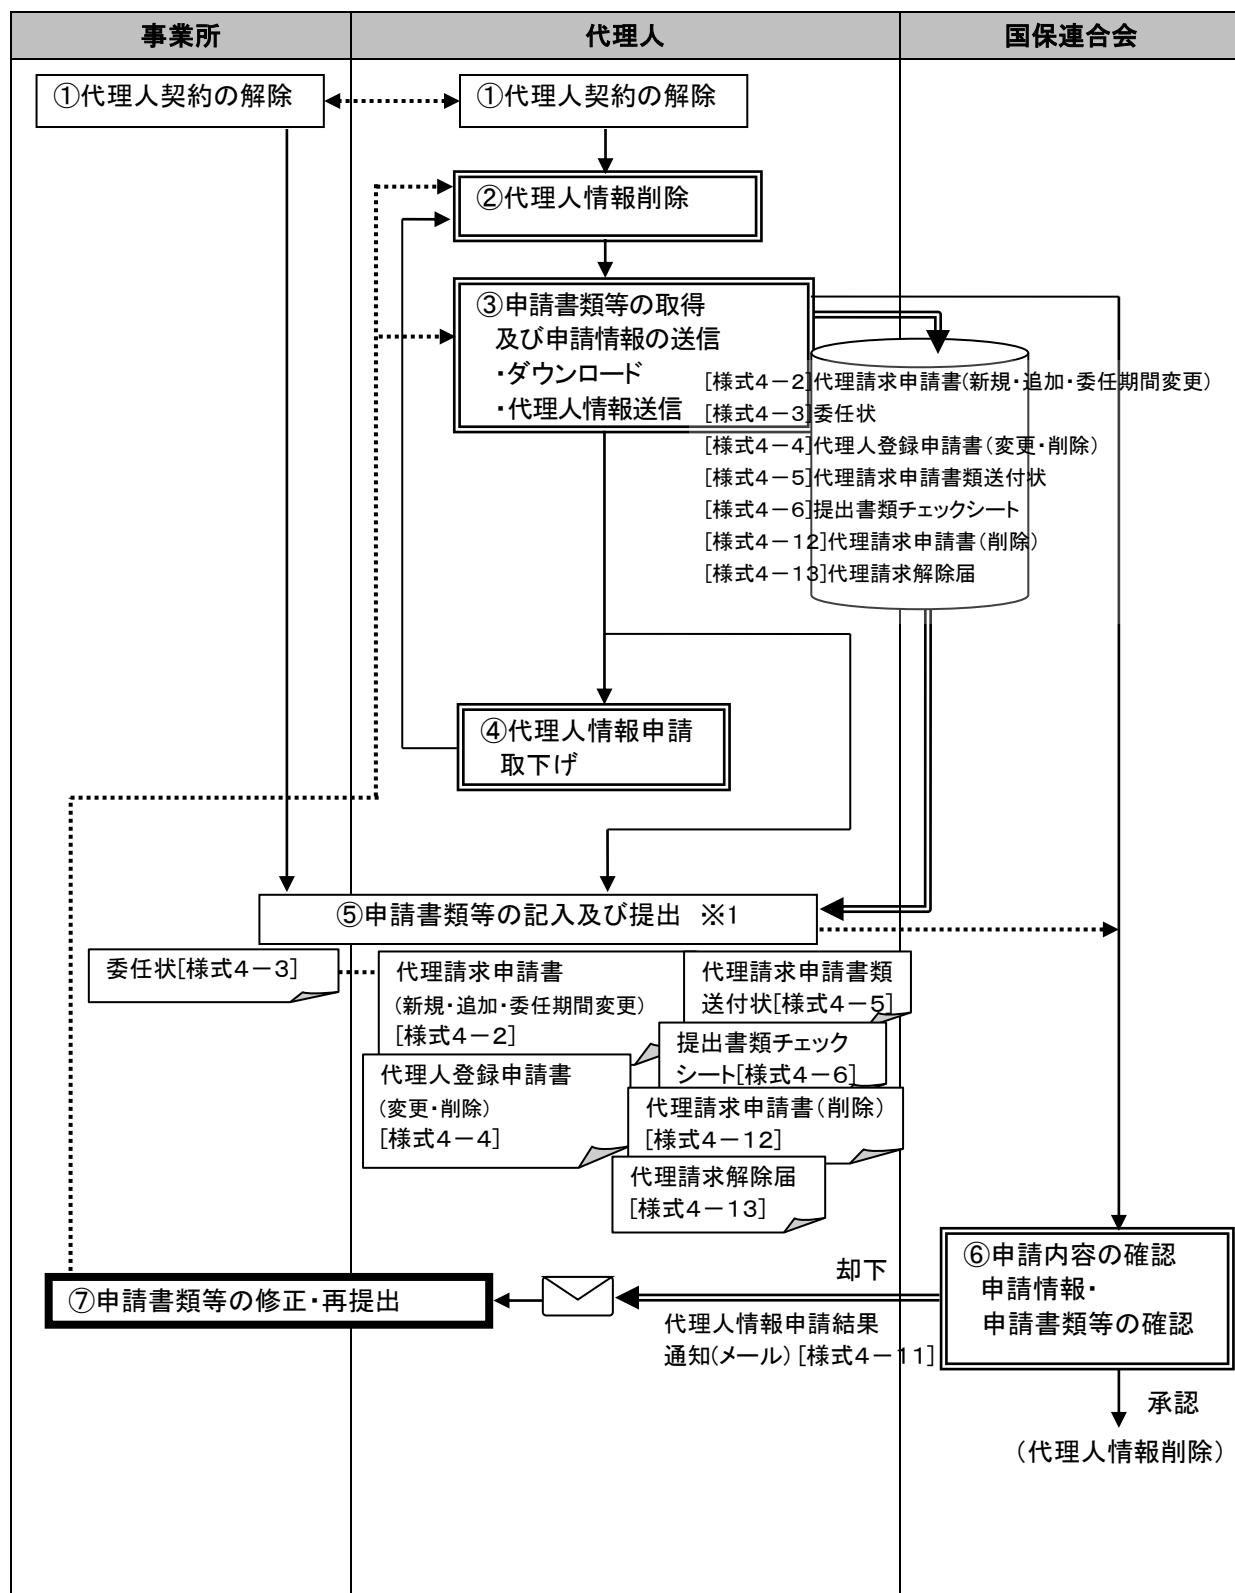 事業所
代理人
国保連合会
①代理人契約の解除
①代理人契約の解除
②代理人情報削除
③申請書類等の取得
及び申請情報の送信
・ダウンロード
・代理人情報送信
[様式4－2]代理請求申請書(新規・追加・委任期間変更)
[様式4－3]委任状
[様式4－4]代理人登録申請書(変更・削除)
[様式4－5]代理請求申請書類送付状
[様式4－6]提出書類チェックシート
[様式4－12]代理請求申請書(削除)
[様式4－13]代理請求解除届
④代理人情報申請
取下げ
⑤申請書類等の記入及び提出 ※1
委任状[様式4－3]
代理請求申請書
(新規・追加・委任期間変更)
[様式4－2]
代理請求申請書類
送付状[様式4－5]
提出書類チェック
シート[様式4－6]
代理人登録申請書
(変更・削除)
[様式4－4]
代理請求申請書(削除)
[様式4－12]
代理請求解除届
[様式4－13]
⑥申請内容の確認
申請情報・
申請書類等の確認
却下
⑦申請書類等の修正・再提出
代理人情報申請結果
通知(メール)[様式4－11]
承認
(代理人情報削除)